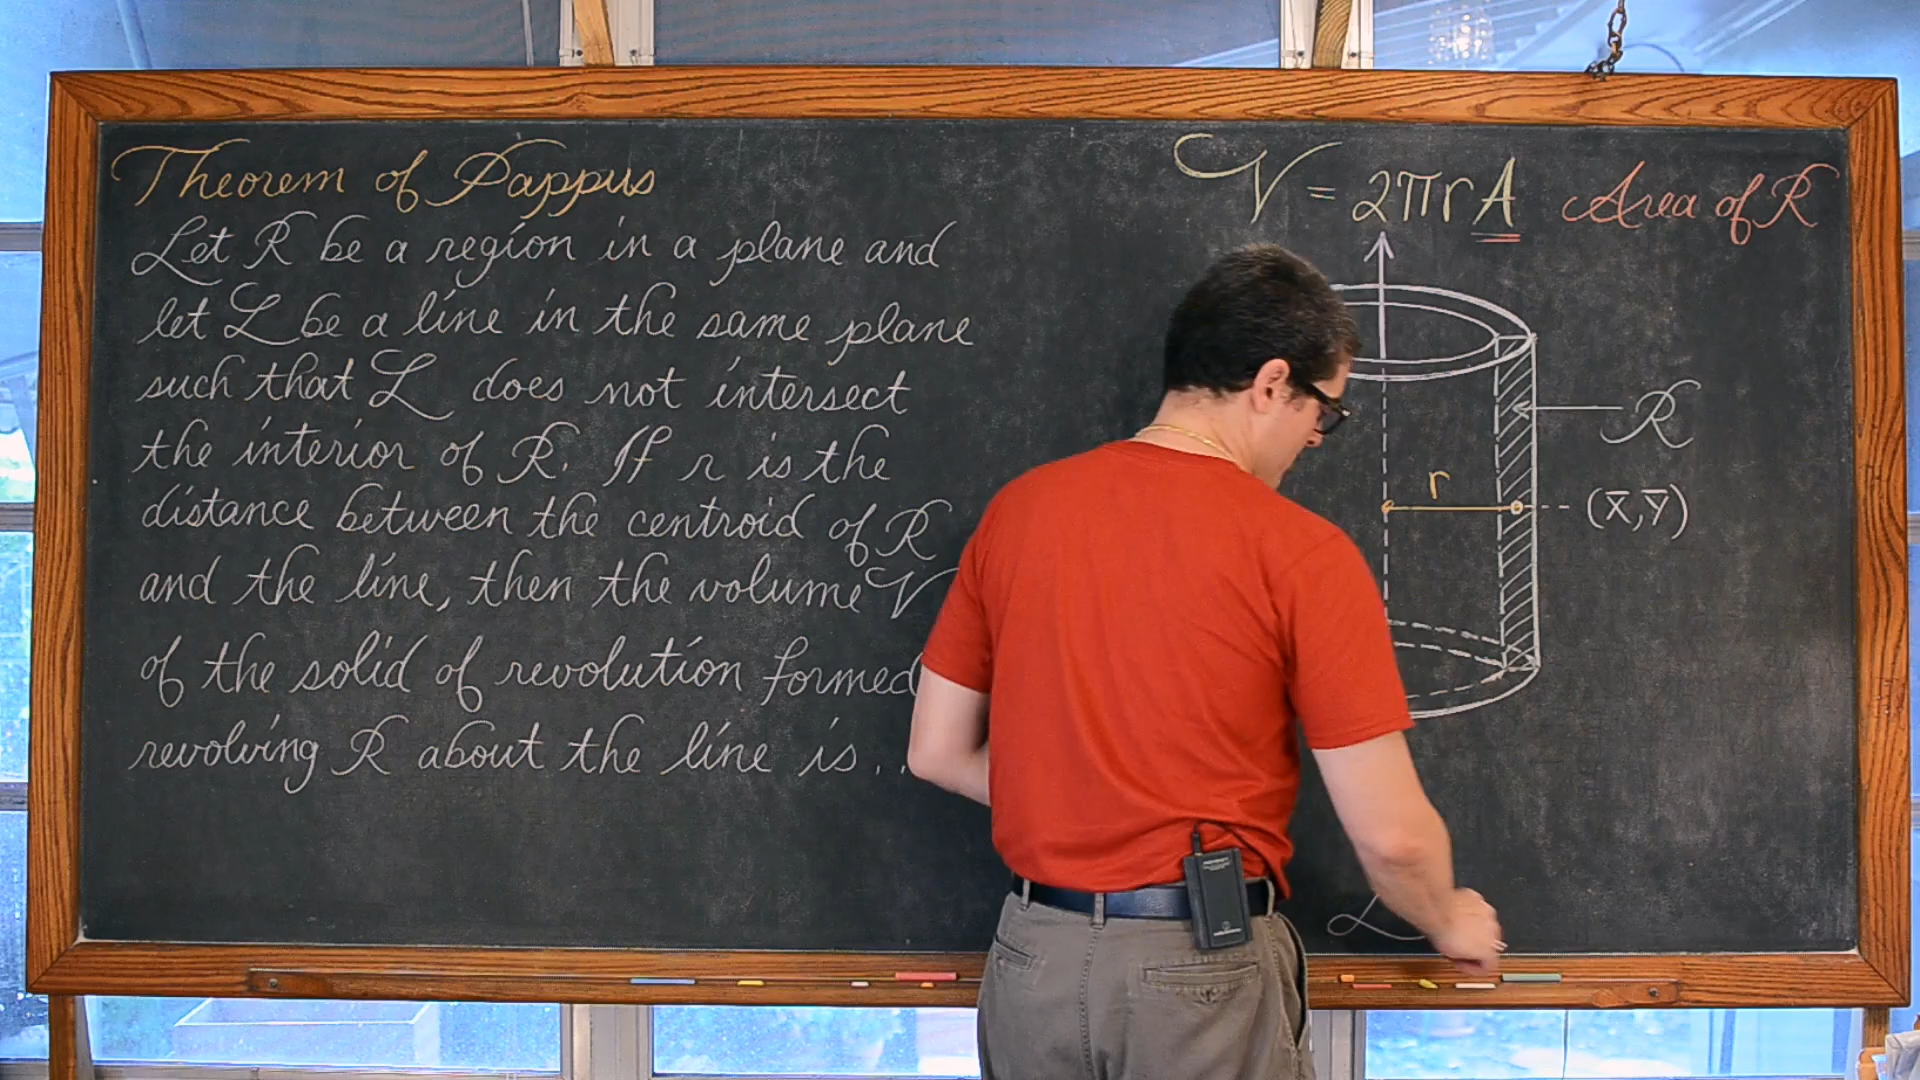 Theorem of Pappus
Let R be a region in a plane and
let L be a line in the same plane
such that L does not intersect
the interior of R. If r is the
distance between the centroid of R
and the line, then the volume V
of the solid of revolution formed
revolving R about the line is...
V = 2πrA Area of R
R
r
(x̄,ȳ)
L